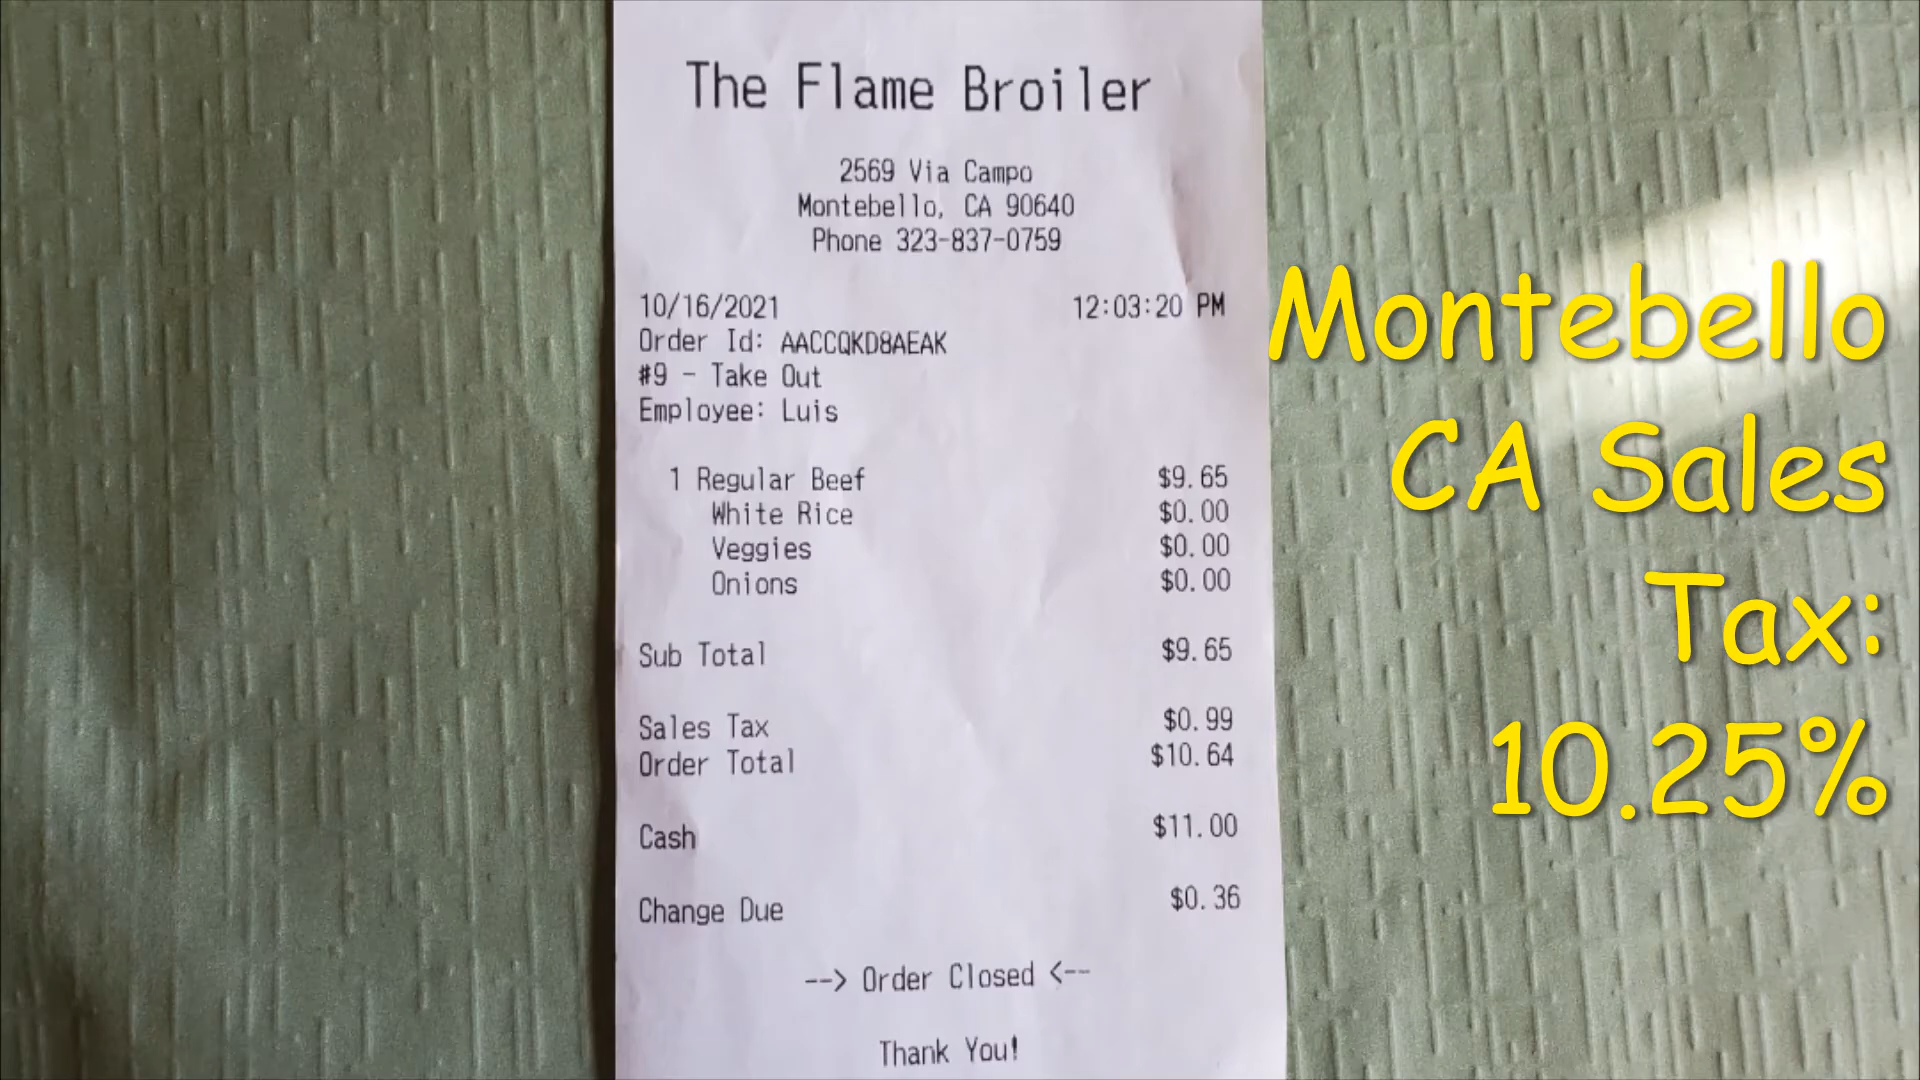 The Flame Broiler
2569 Via Campo
Montebello, CA 90640
Phone 323-837-0759
10/16/2021 12:03:20 PM
Order Id: AACCQKD8AEAK
#9 - Take Out
Employee: Luis
1 Regular Beef $9.65
White Rice $0.00
Veggies $0.00
Onions $0.00
Sub Total $9.65
Sales Tax $0.99
Order Total $10.64
Cash $11.00
Change Due $0.36
--> Order Closed <--
Thank You!
Montebello
CA Sales
Tax:
10.25%